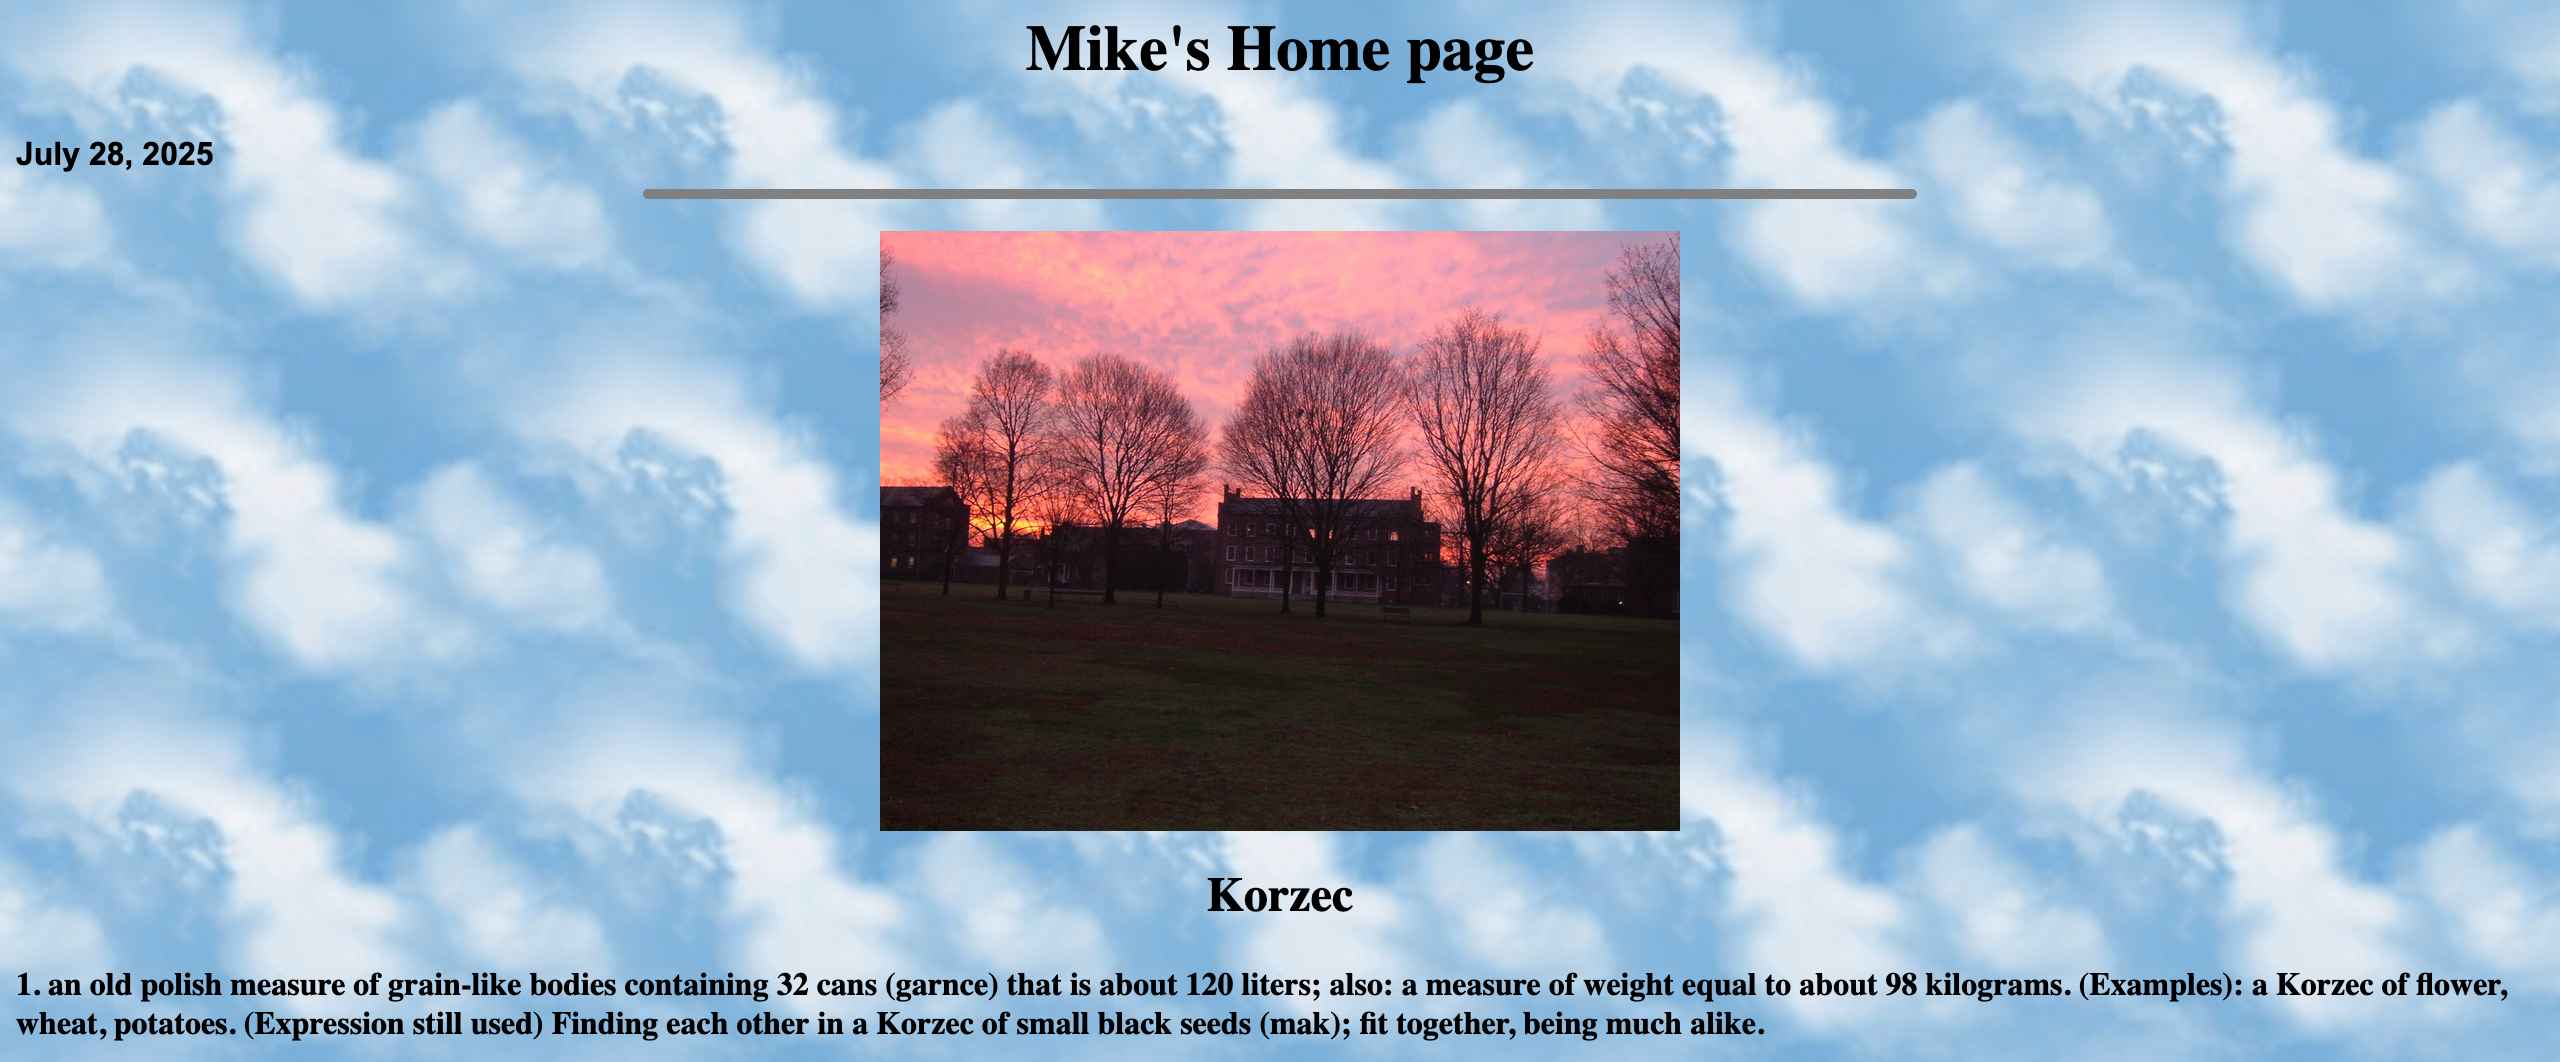 Mike's Home page
July 28, 2025
Korzec
1. an old polish measure of grain-like bodies containing 32 cans (garnce) that is about 120 liters; also: a measure of weight equal to about 98 kilograms. (Examples): a Korzec of flower,
wheat, potatoes. (Expression still used) Finding each other in a Korzec of small black seeds (mak); fit together, being much alike.